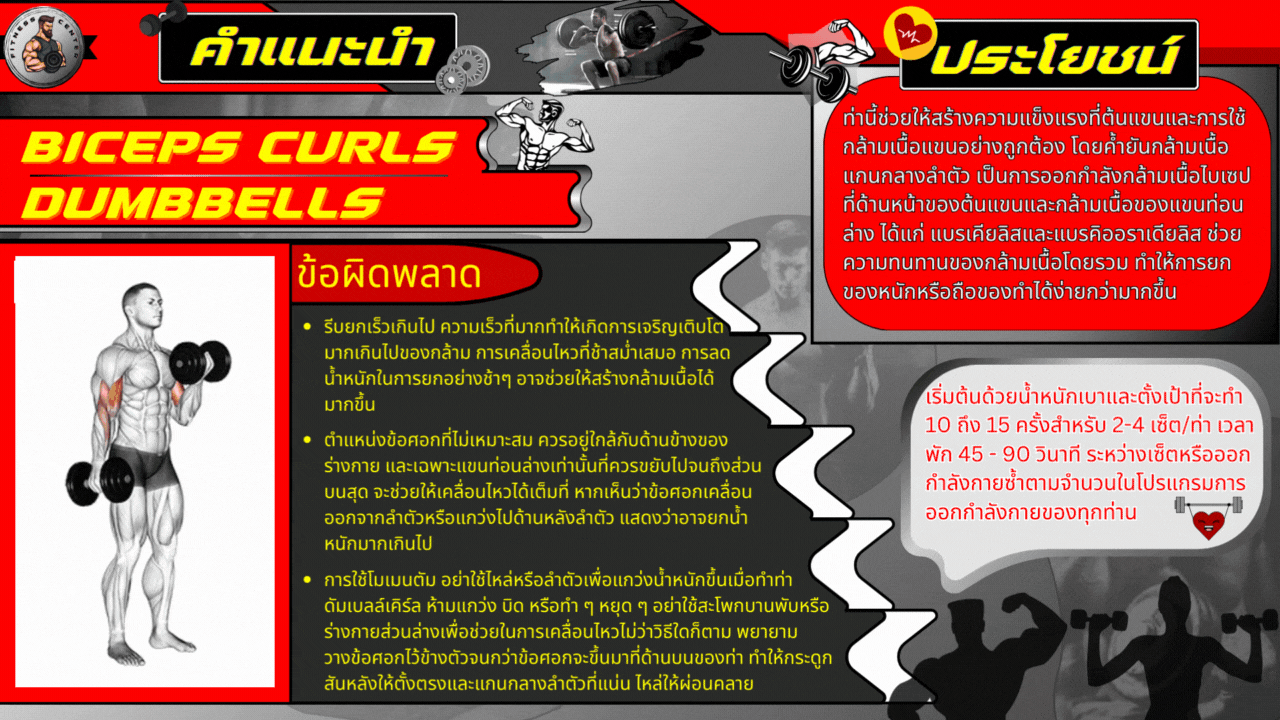 FITNESS CENTER
คำแนะนำ
BICEPS CURLS
DUMBBELLS
ข้อผิดพลาด
• รีบยกเร็วเกินไป ความเร็วที่มากทำให้เกิดการเจริญเติบโต
มากเกินไปของกล้าม การเคลื่อนไหวที่ช้าสม่ำเสมอ การลด
น้ำหนักในการยกอย่างช้าๆ อาจช่วยให้สร้างกล้ามเนื้อได้
มากขึ้น
• ตำแหน่งข้อศอกที่ไม่เหมาะสม ควรอยู่ใกล้กับด้านข้างของ
ร่างกาย และเฉพาะแขนท่อนล่างเท่านั้นที่ควรขยับไปจนถึงส่วน
บนสุด จะช่วยให้เคลื่อนไหวได้เต็มที่ หากเห็นว่าข้อศอกเคลื่อน
ออกจากลำตัวหรือแกว่งไปด้านหลังลำตัว แสดงว่าอาจยกน้ำ
หนักมากเกินไป
• การใช้โมเมนตัม อย่าใช้ไหล่หรือลำตัวเพื่อแกว่งน้ำหนักขึ้นเมื่อทำท่า
ดัมเบลล์เคิร์ล ห้ามแกว่ง บิด หรือทำ ๆ หยุด ๆ อย่าใช้สะโพกบานพับหรือ
ร่างกายส่วนล่างเพื่อช่วยในการเคลื่อนไหวไม่ว่าวิธีใดก็ตาม พยายาม
วางข้อศอกไว้ข้างตัวจนกว่าข้อศอกจะขึ้นมาที่ด้านบนของท่า ทำให้กระดูก
สันหลังให้ตั้งตรงและแกนกลางลำตัวที่แน่น ไหล่ให้ผ่อนคลาย
ประโยชน์
ท่านี้ช่วยให้สร้างความแข็งแรงที่ต้นแขนและการใช้
กล้ามเนื้อแขนอย่างถูกต้อง โดยค้ำยันกล้ามเนื้อ
แกนกลางลำตัว เป็นการออกกำลังกล้ามเนื้อไบเซป
ที่ด้านหน้าของต้นแขนและกล้ามเนื้อของแขนท่อน
ล่าง ได้แก่ แบรเคียลิสและแบรคิออราเดียลิส ช่วย
ความทนทานของกล้ามเนื้อโดยรวม ทำให้การยก
ของหนักหรือถือของทำได้ง่ายกว่ามากขึ้น
เริ่มต้นด้วยน้ำหนักเบาและตั้งเป้าที่จะทำ
10 ถึง 15 ครั้งสำหรับ 2-4 เซ็ต/ท่า เวลา
พัก 45 - 90 วินาที ระหว่างเซ็ตหรือออก
กำลังกายซ้ำตามจำนวนในโปรแกรมการ
ออกกำลังกายของทุกท่าน